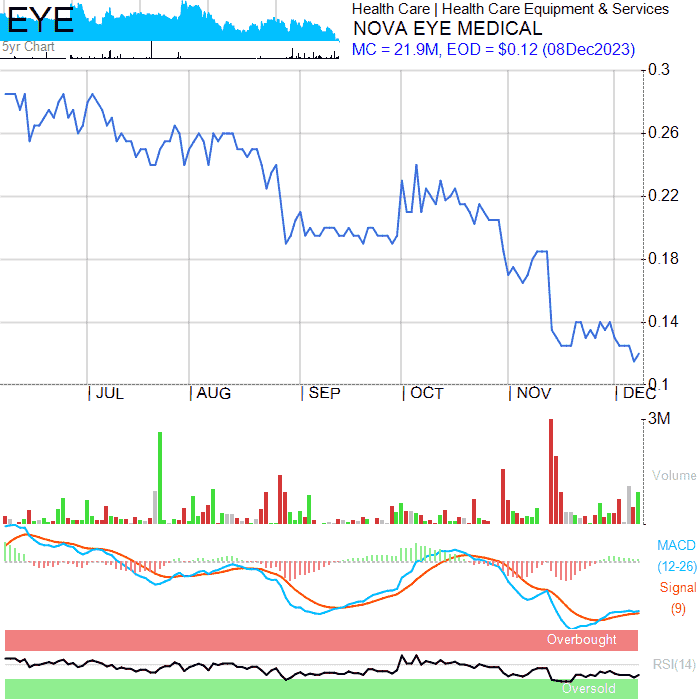 EYE
5yr Chart
Health Care | Health Care Equipment & Services
NOVA EYE MEDICAL
MC = 21.9M, EOD = $0.12 (08Dec2023)
0.3
0.26
0.22
0.18
0.14
0.1
JUL AUG SEP OCT NOV DEC
3M
Volume
MACD
(12-26)
Signal
(9)
Overbought
RSI(14)
Oversold